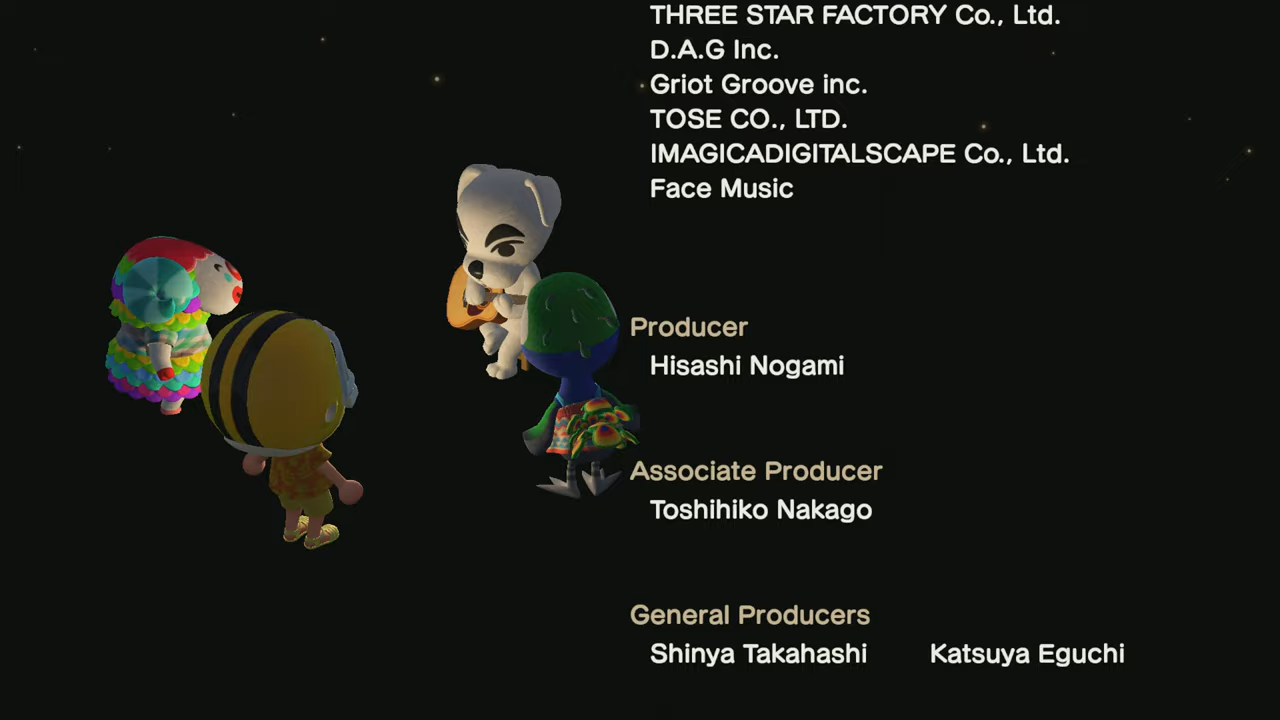 THREE STAR FACTORY Co., Ltd.
D.A.G Inc.
Griot Groove inc.
TOSE CO., LTD.
IMAGICADIGITALSCAPE Co., Ltd.
Face Music
Producer
Hisashi Nogami
Associate Producer
Toshihiko Nakago
General Producers
Shinya Takahashi Katsuya Eguchi